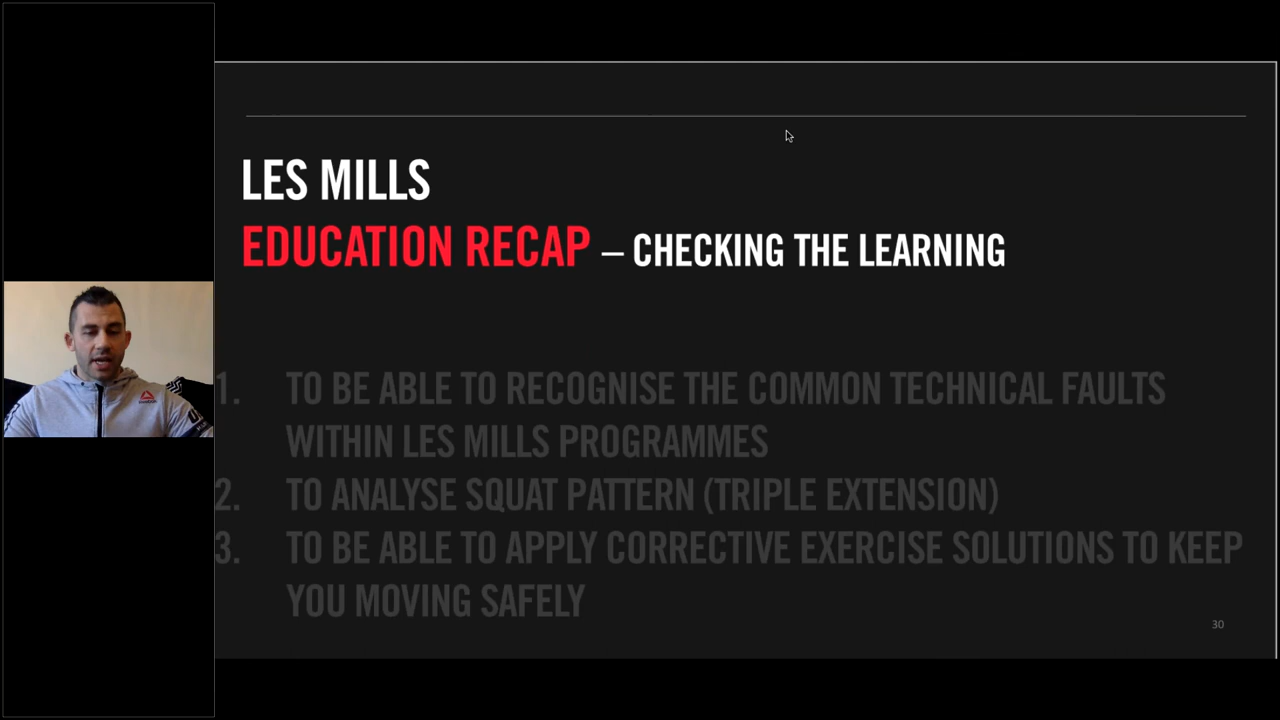 LES MILLS
EDUCATION RECAP – CHECKING THE LEARNING
1. TO BE ABLE TO RECOGNISE THE COMMON TECHNICAL FAULTS
WITHIN LES MILLS PROGRAMMES
2. TO ANALYSE SQUAT PATTERN (TRIPLE EXTENSION)
3. TO BE ABLE TO APPLY CORRECTIVE EXERCISE SOLUTIONS TO KEEP
YOU MOVING SAFELY
30